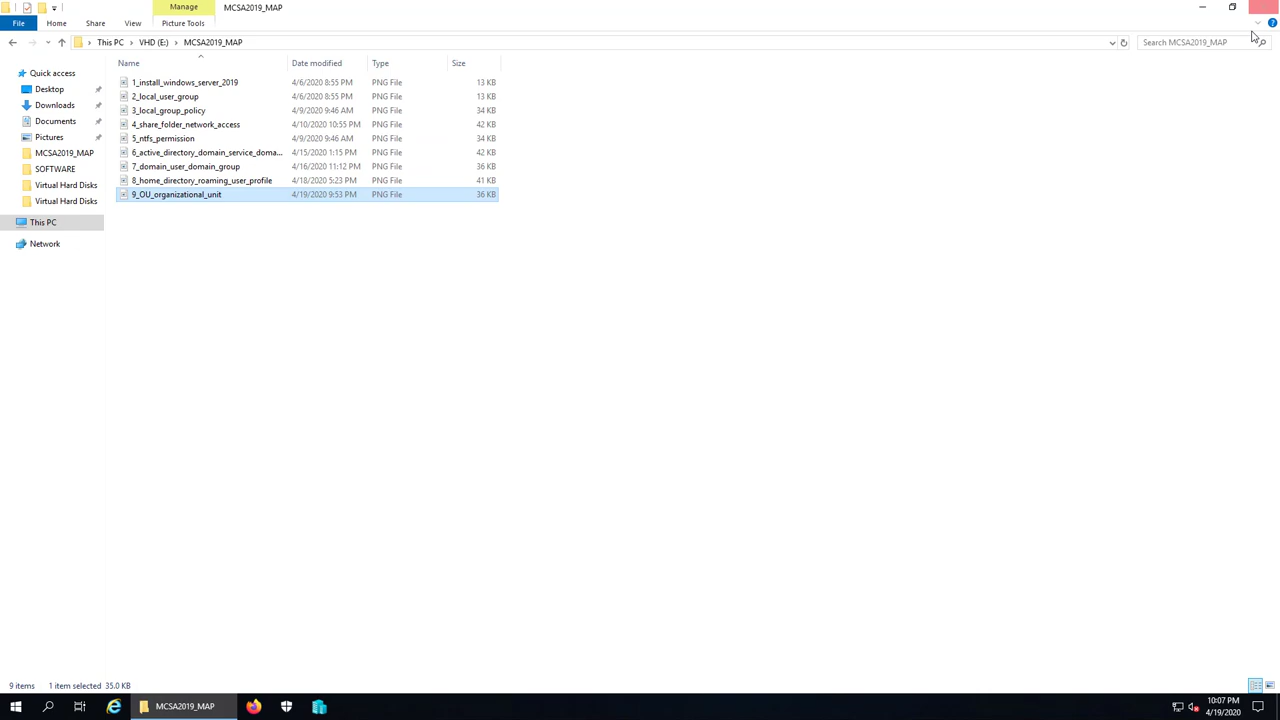 Manage MCSA2019_MAP
File Home Share View Picture Tools
This PC VHD (E:) MCSA2019_MAP Search MCSA2019_MAP
Name Date modified Type Size
Quick access
Desktop
Downloads
Documents
Pictures
MCSA2019_MAP
SOFTWARE
Virtual Hard Disks
Virtual Hard Disks
This PC
Network
1_install_windows_server_2019 4/6/2020 8:55 PM PNG File 13 KB
2_local_user_group 4/6/2020 8:55 PM PNG File 13 KB
3_local_group_policy 4/9/2020 9:46 AM PNG File 34 KB
4_share_folder_network_access 4/10/2020 10:55 PM PNG File 42 KB
5_ntfs_permission 4/9/2020 9:46 AM PNG File 34 KB
6_active_directory_domain_service_doma... 4/15/2020 1:15 PM PNG File 42 KB
7_domain_user_domain_group 4/16/2020 11:12 PM PNG File 36 KB
8_home_directory_roaming_user_profile 4/18/2020 5:23 PM PNG File 41 KB
9_OU_organizational_unit 4/19/2020 9:53 PM PNG File 36 KB
9 items 1 item selected 35.0 KB
MCSA2019_MAP
10:07 PM
4/19/2020